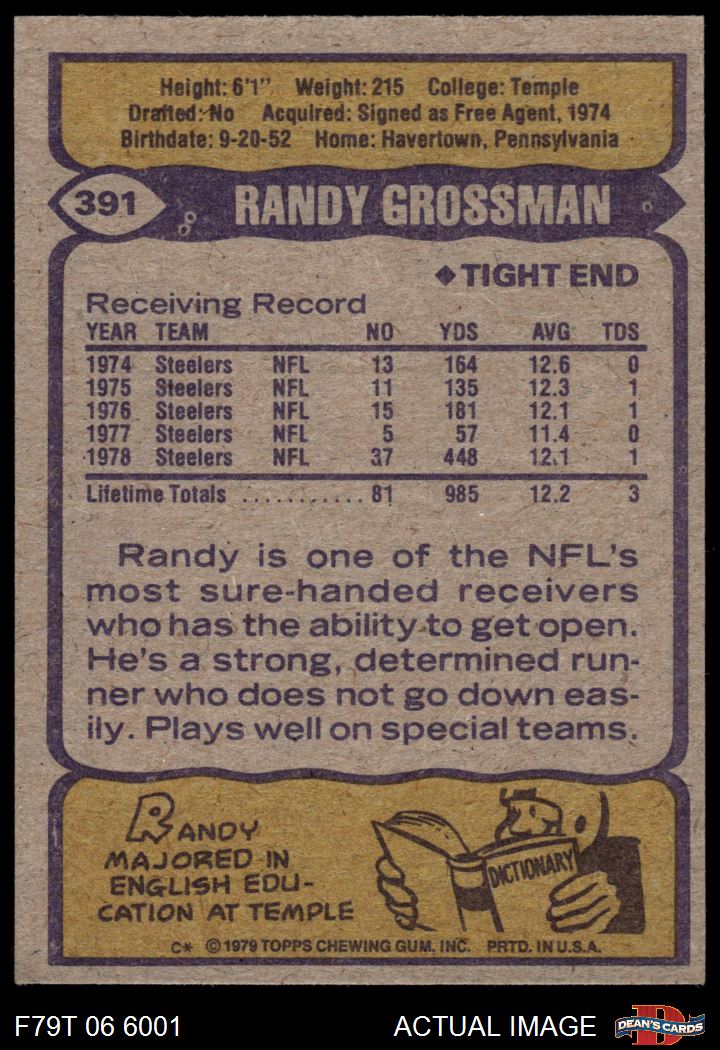 Height: 6'1" Weight: 215 College: Temple
Drafted: No Acquired: Signed as Free Agent, 1974
Birthdate: 9-20-52 Home: Havertown, Pennsylvania
391 RANDY GROSSMAN
◆TIGHT END
Receiving Record
YEAR TEAM NO YDS AVG TDS
1974 Steelers NFL 13 164 12.6 0
1975 Steelers NFL 11 135 12.3 1
1976 Steelers NFL 15 181 12.1 1
1977 Steelers NFL 5 57 11.4 0
1978 Steelers NFL 37 448 12.1 1
Lifetime Totals ........... 81 985 12.2 3
Randy is one of the NFL's
most sure-handed receivers
who has the ability to get open.
He's a strong, determined run-
ner who does not go down eas-
ily. Plays well on special teams.
RANDY
MAJORED IN
ENGLISH EDU-
CATION AT TEMPLE
DICTIONARY
C* ©1979 TOPPS CHEWING GUM, INC. PRTD. IN U.S.A.
F79T 06 6001 ACTUAL IMAGE D DEAN'S CARDS